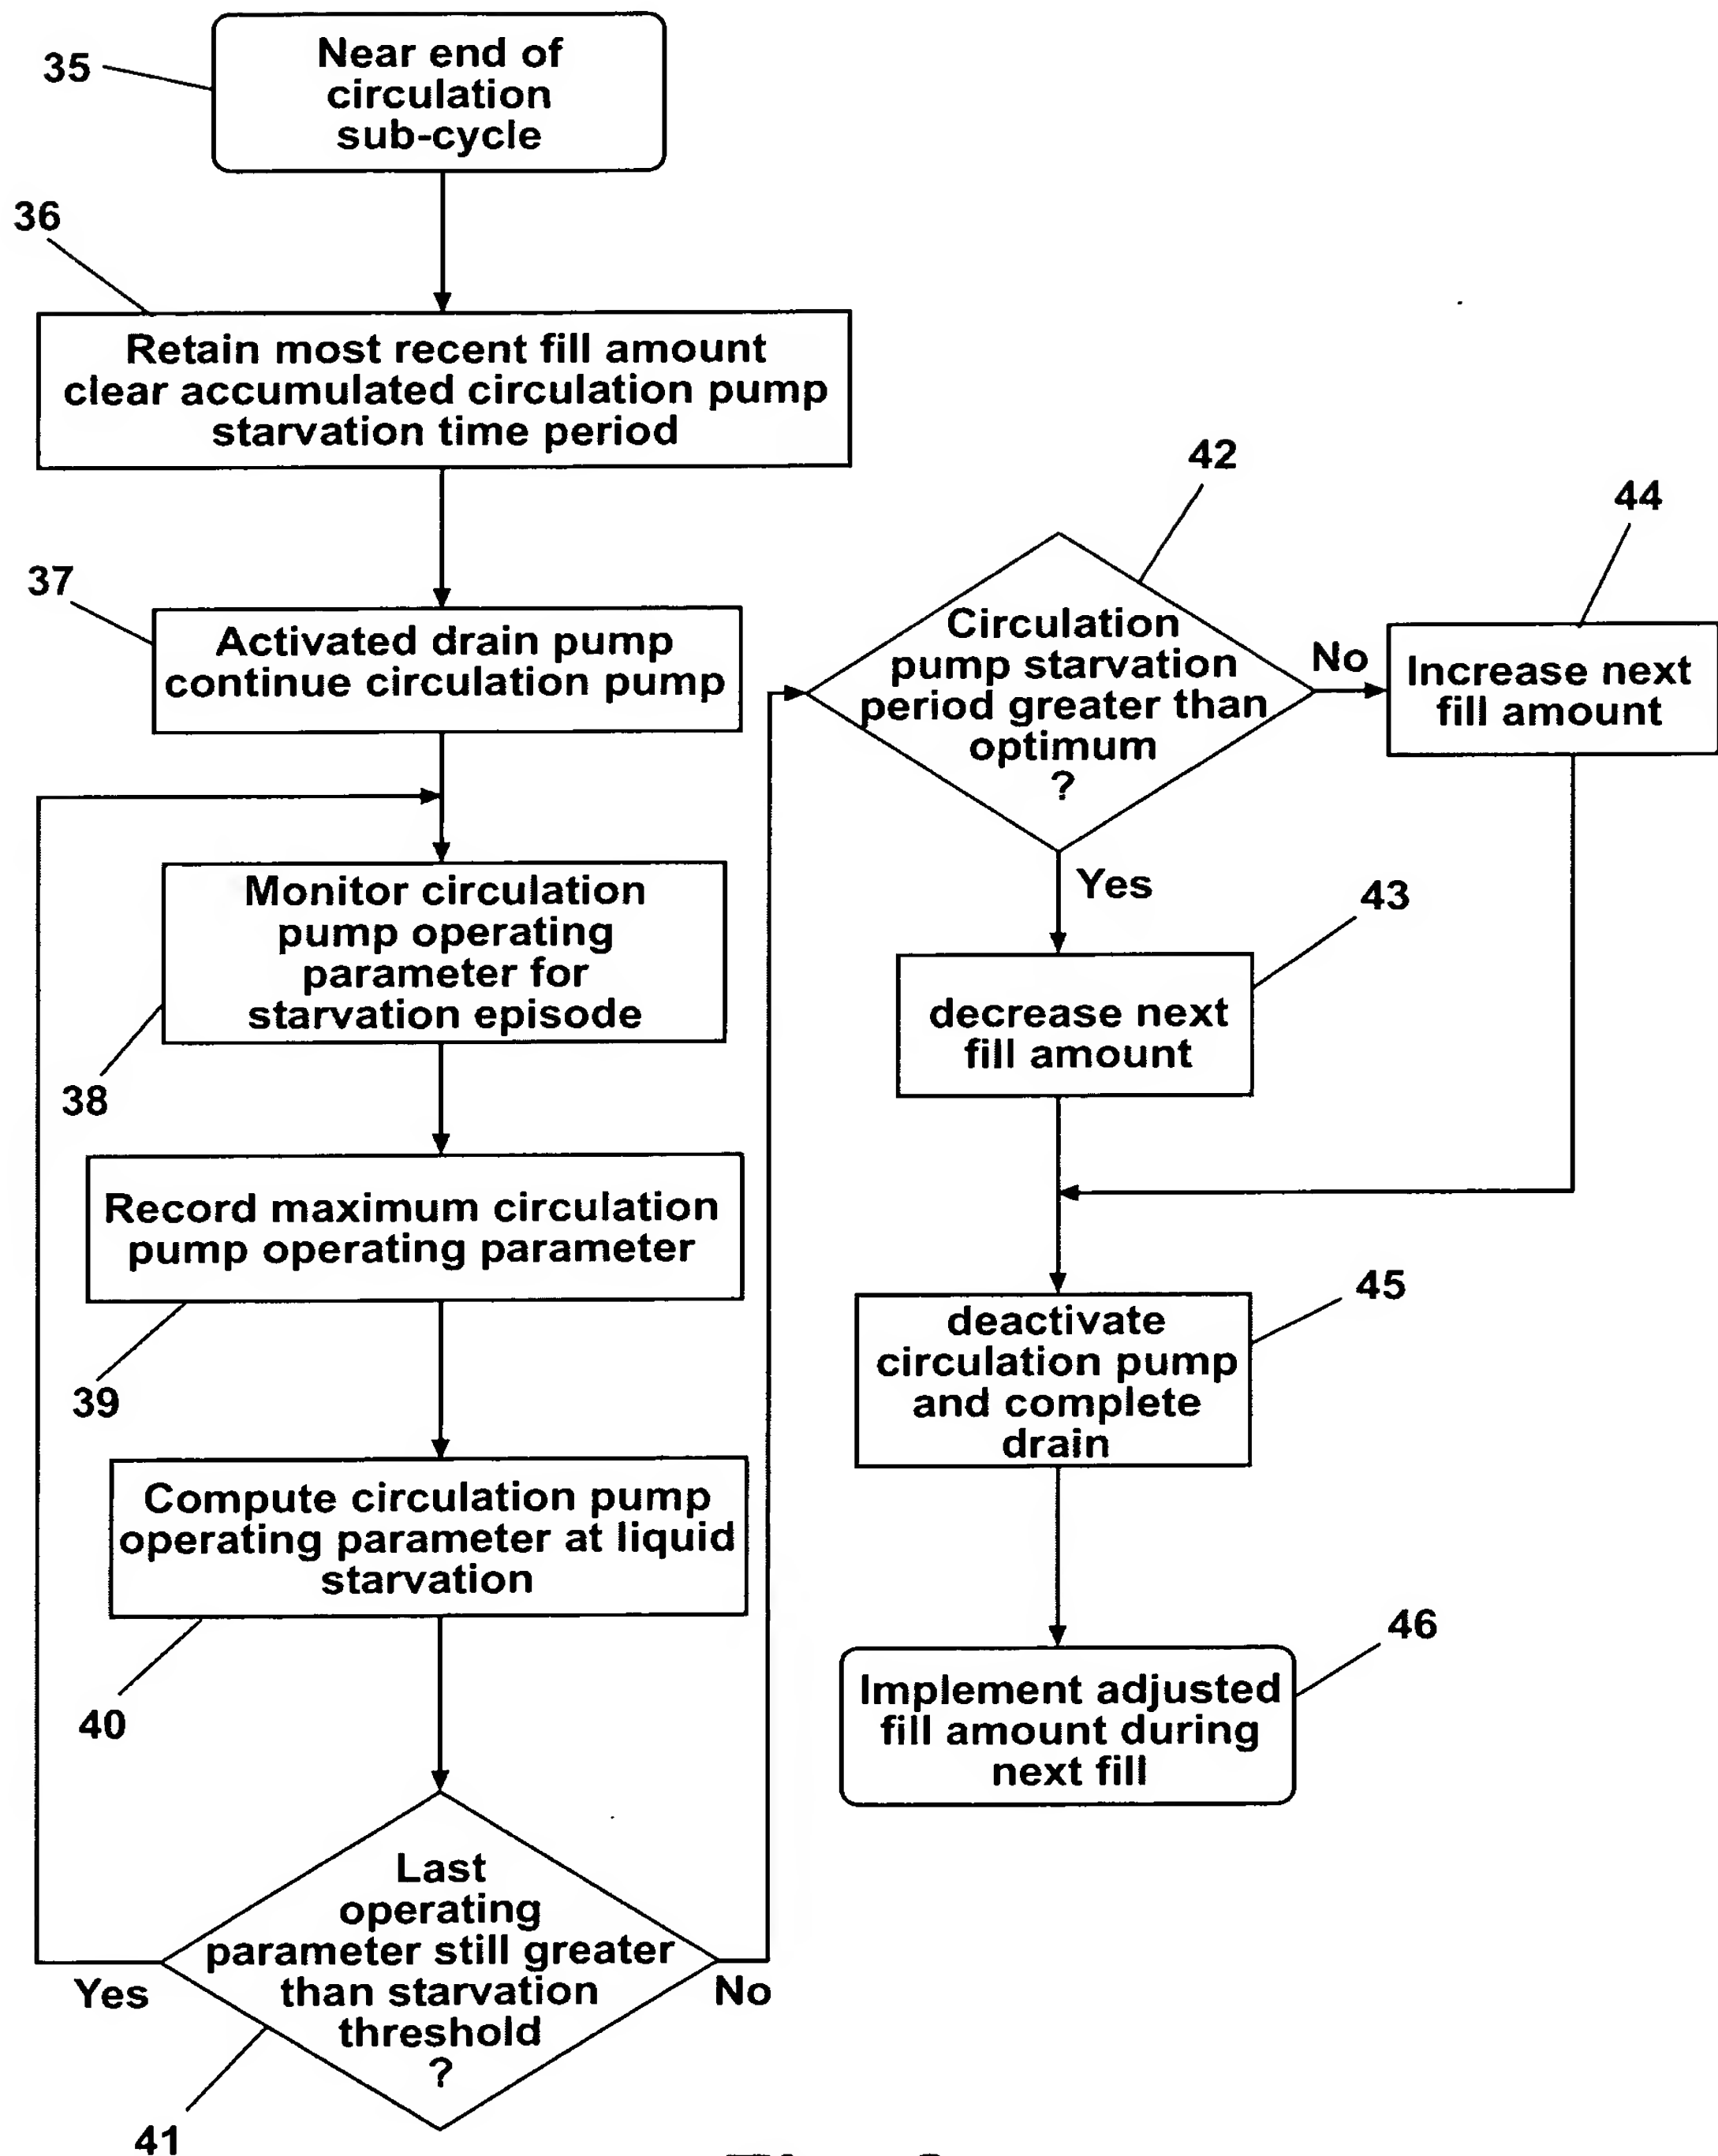 35
Near end of
circulation
sub-cycle
36
Retain most recent fill amount
clear accumulated circulation pump
starvation time period
37
Activated drain pump
continue circulation pump
38
Monitor circulation
pump operating
parameter for
starvation episode
39
Record maximum circulation
pump operating parameter
40
Compute circulation pump
operating parameter at liquid
starvation
41
Last
operating
parameter still greater
than starvation
threshold
?
Yes
No
42
Circulation
pump starvation
period greater than
optimum
?
No
Yes
44
Increase next
fill amount
43
decrease next
fill amount
45
deactivate
circulation pump
and complete
drain
46
Implement adjusted
fill amount during
next fill